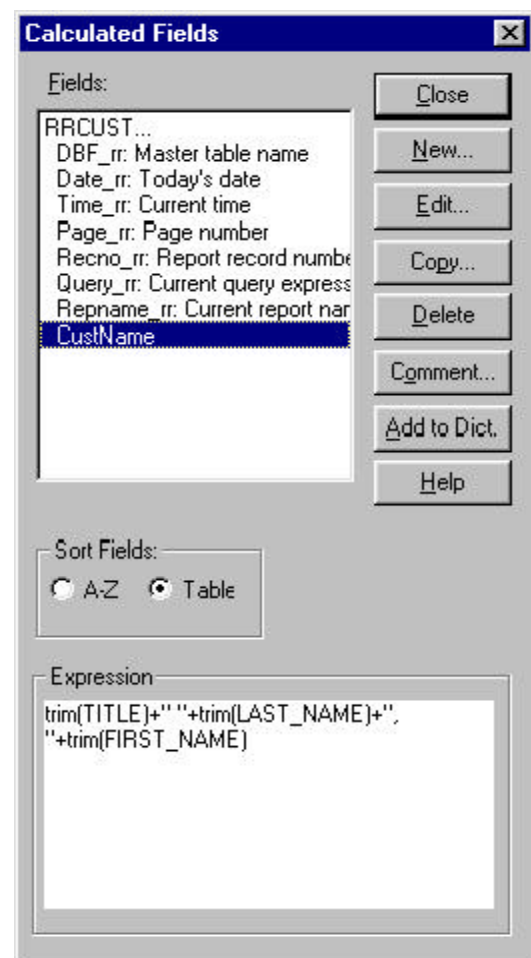 Calculated Fields
Fields:
RRCUST...
DBF_rr: Master table name
Date_rr: Today's date
Time_rr: Current time
Page_rr: Page number
Recno_rr: Report record numbe
Query_rr: Current query express
Repname_rr: Current report nar
CustName
Close
New...
Edit...
Copy...
Delete
Comment...
Add to Dict.
Help
Sort Fields:
A-Z
Table
Expression
trim(TITLE)+" "+trim(LAST_NAME)+",
"+trim(FIRST_NAME)